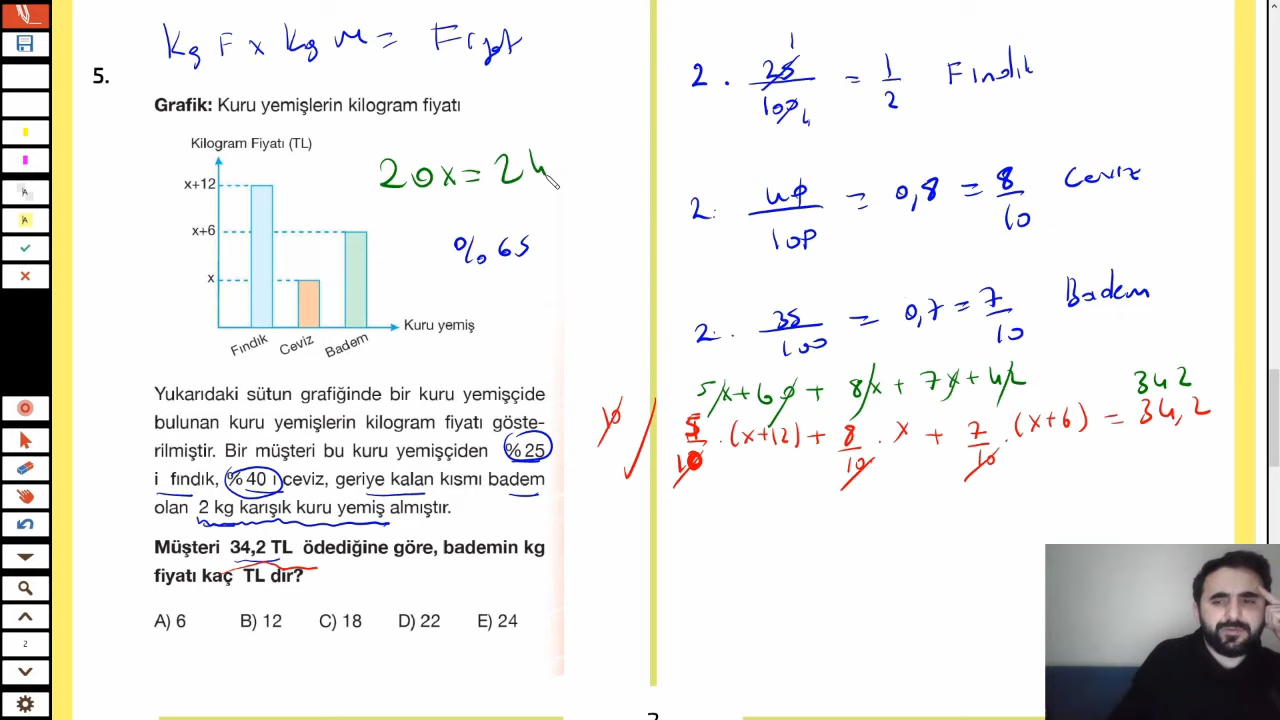 Kg F x Kg M = Fiyat
5.
Grafik: Kuru yemişlerin kilogram fiyatı
Kilogram Fiyatı (TL)
x+12
x+6
x
Fındık
Ceviz
Badem
Kuru yemiş
20x = 24
% 65
Yukarıdaki sütun grafiğinde bir kuru yemişçide
bulunan kuru yemişlerin kilogram fiyatı göste-
rilmiştir. Bir müşteri bu kuru yemişçiden %25
i fındık, %40 ı ceviz, geriye kalan kısmı badem
olan 2 kg karışık kuru yemiş almıştır.
Müşteri 34,2 TL ödediğine göre, bademin kg
fiyatı kaç TL dir?
A) 6 B) 12 C) 18 D) 22 E) 24
1
2 . 25/100 = 1/2 Fındık
4
2. 40/100 = 0,8 = 8/10 Ceviz
2. 35/100 = 0,7 = 7/10 Badem
5x + 60 + 8x + 7x + 42 342
10 5/10 . (x+12) + 8/10 . x + 7/10 . (x+6) = 34,2
A
A
2